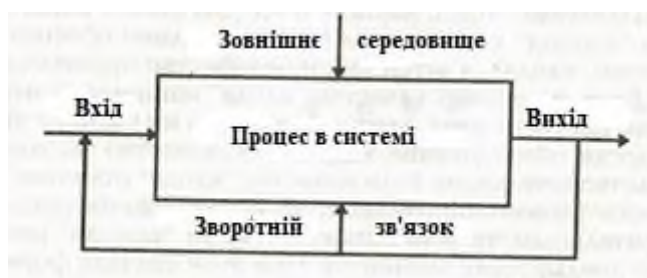 Зовнішнє середовище
Вхід
Процес в системі
Вихід
Зворотній зв'язок